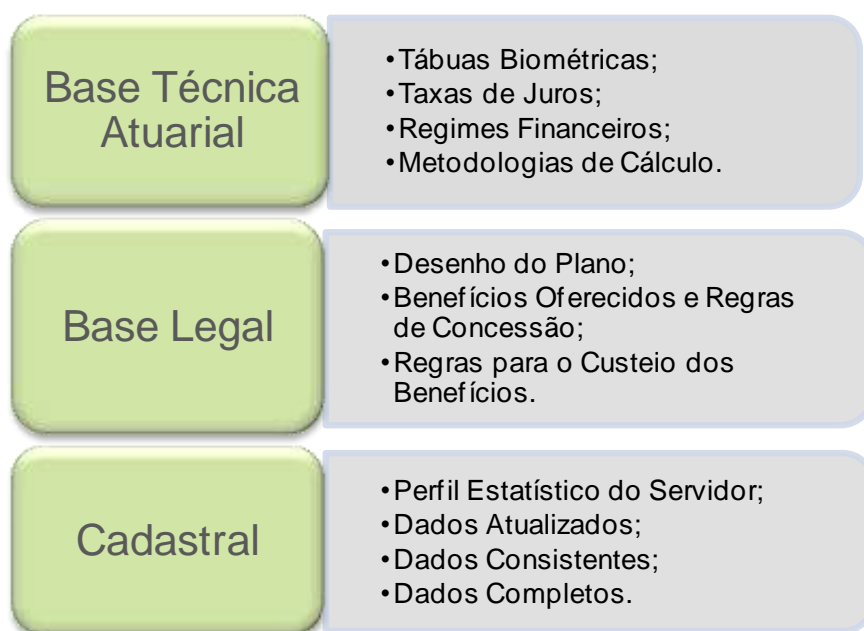 Base Técnica
Atuarial
•Tábuas Biométricas;
•Taxas de Juros;
•Regimes Financeiros;
•Metodologias de Cálculo.
Base Legal
•Desenho do Plano;
•Benefícios Oferecidos e Regras
de Concessão;
•Regras para o Custeio dos
Benefícios.
Cadastral
•Perfil Estatístico do Servidor;
•Dados Atualizados;
•Dados Consistentes;
•Dados Completos.